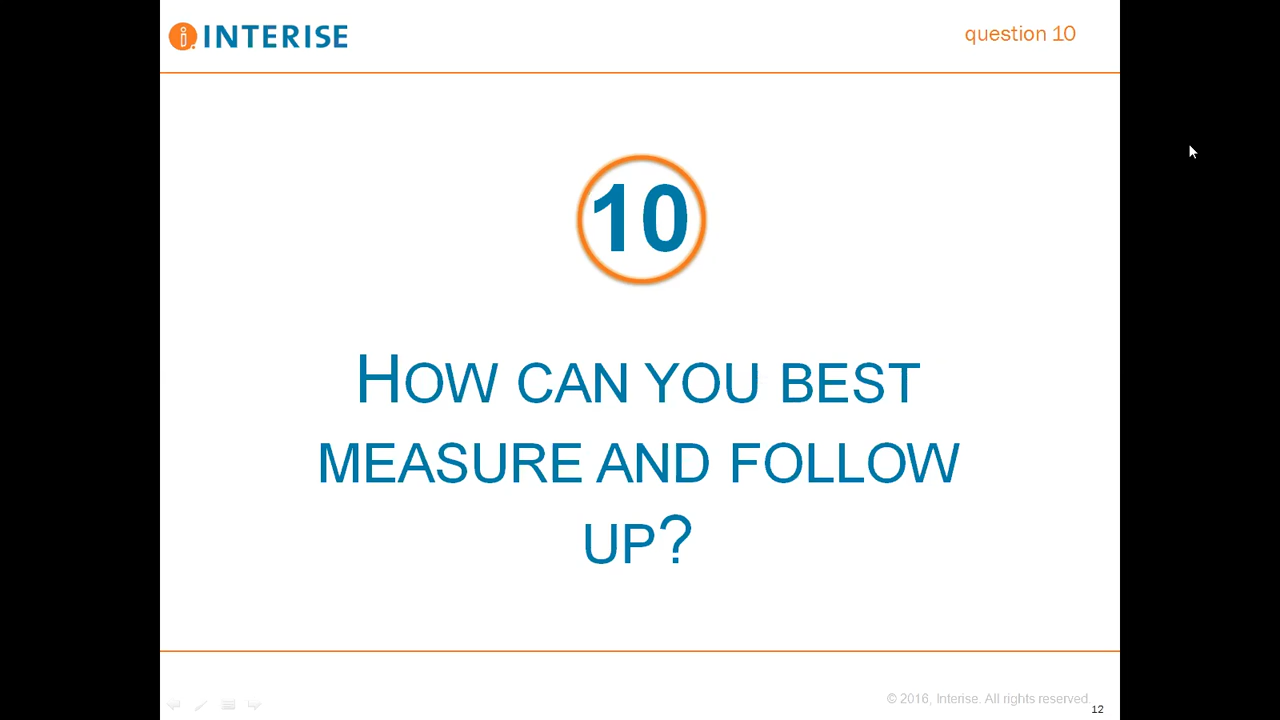 INTERISE
question 10
10
HOW CAN YOU BEST
MEASURE AND FOLLOW
UP?
© 2016, Interise. All rights reserved.
12